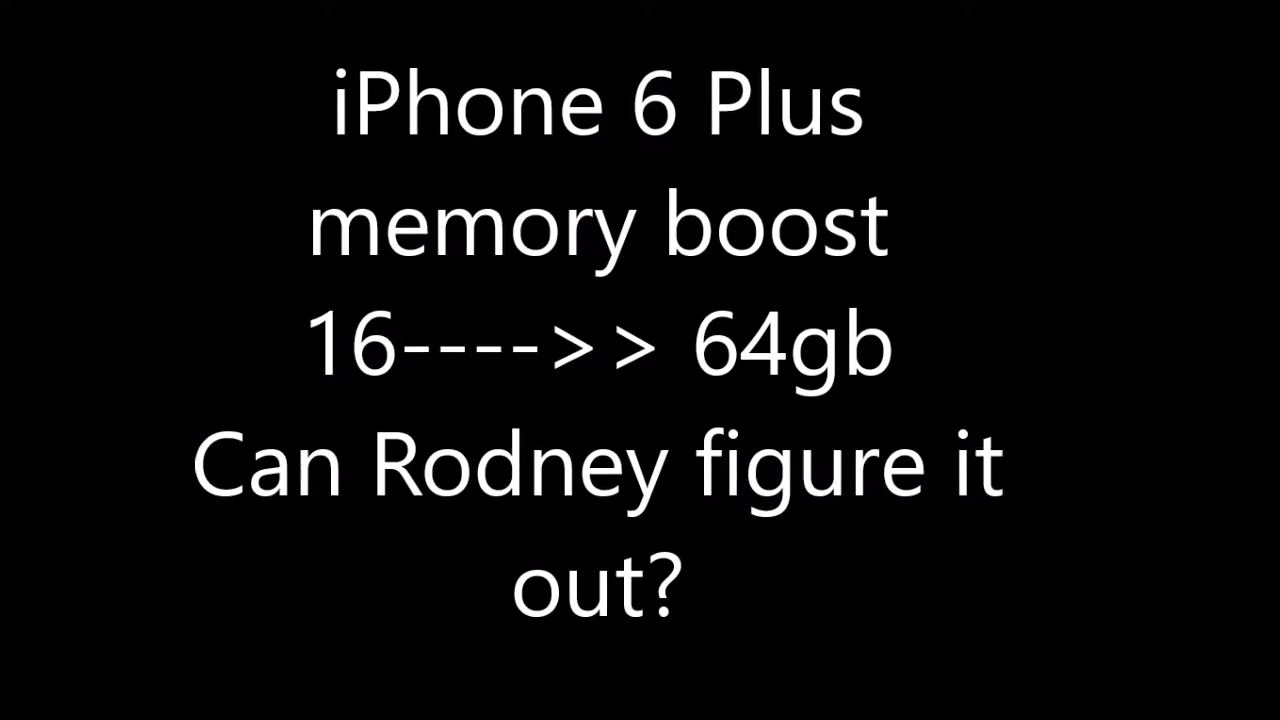 iPhone 6 Plus
memory boost
16---->> 64gb
Can Rodney figure it
out?